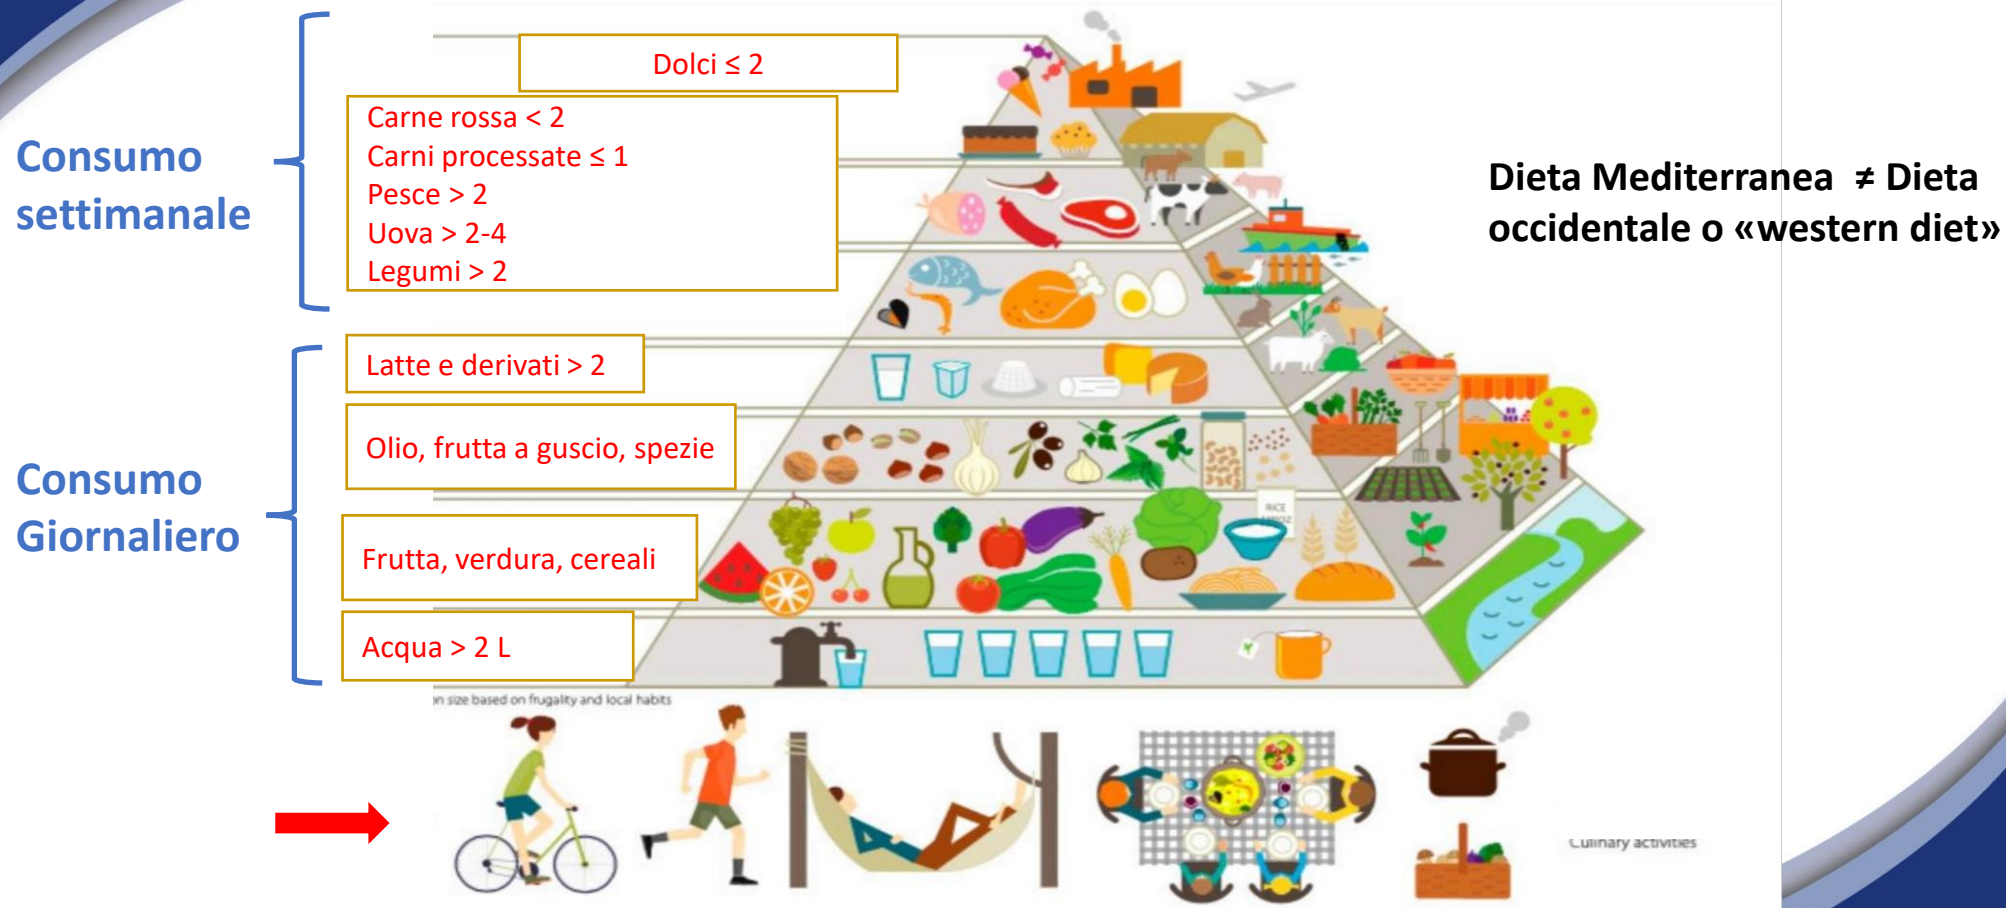 Consumo
settimanale
Dolci ≤ 2
Carne rossa < 2
Carni processate ≤ 1
Pesce > 2
Uova > 2-4
Legumi > 2
Dieta Mediterranea ≠ Dieta
occidentale o «western diet»
Consumo
Giornaliero
Latte e derivati > 2
Olio, frutta a guscio, spezie
Frutta, verdura, cereali
Acqua > 2 L
RICE
size based on frugality and local habits
Culinary activities